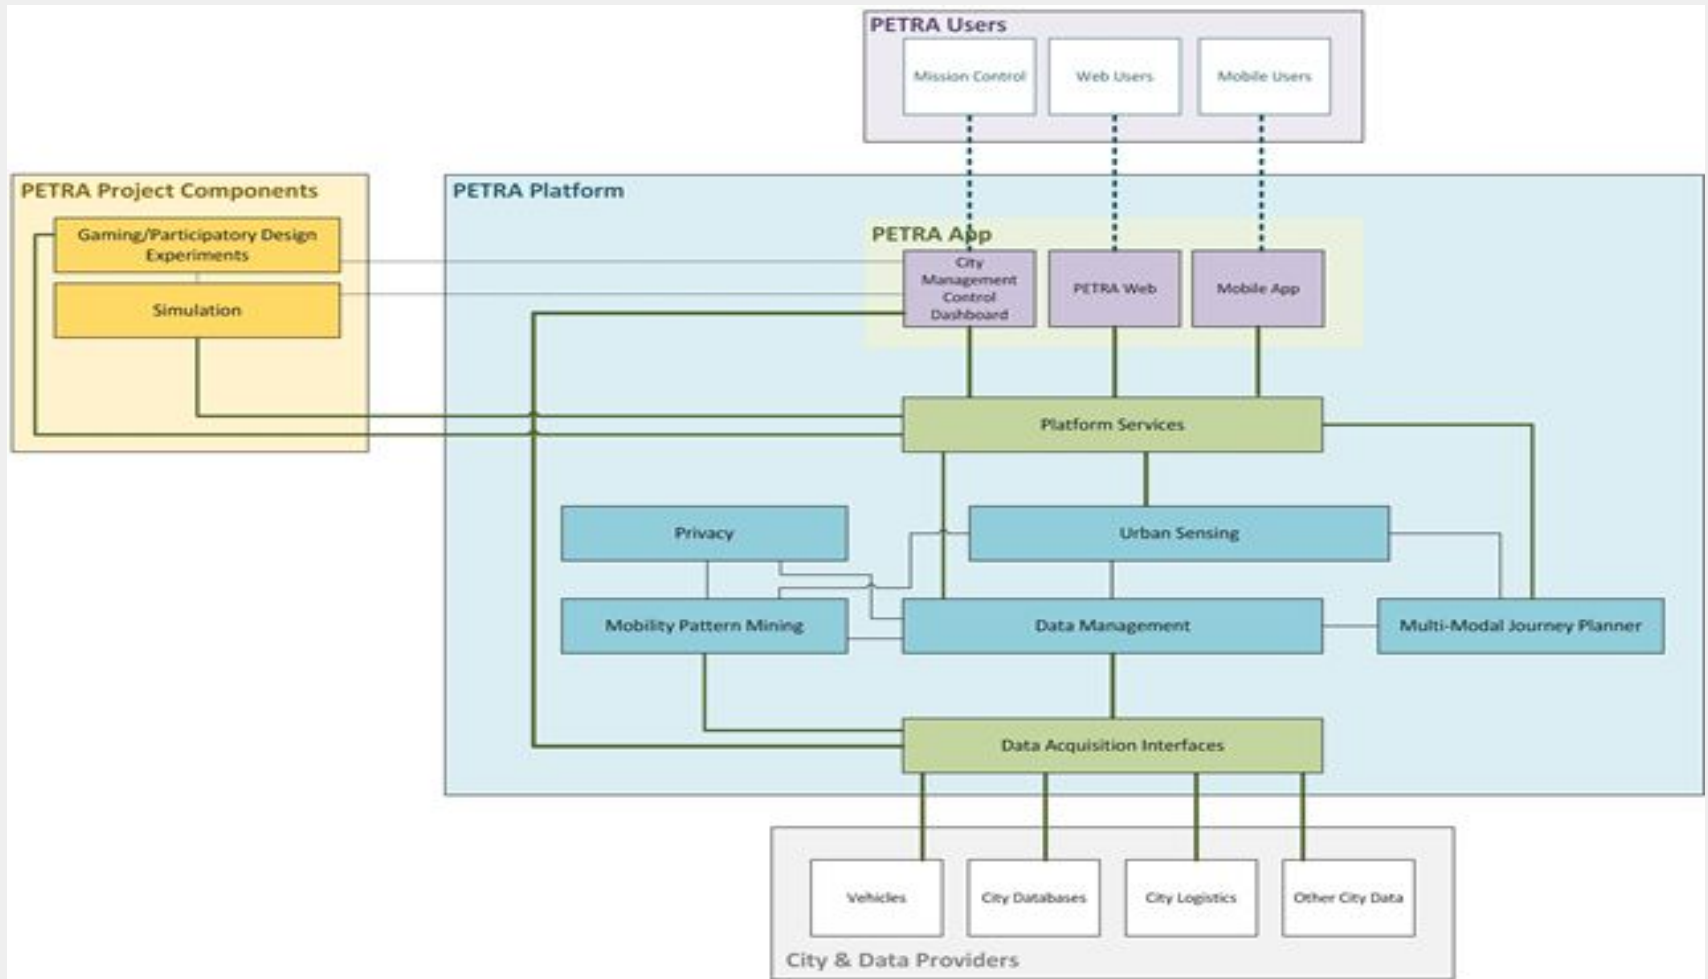 PETRA Users
Mission Control
Web Users
Mobile Users
PETRA Project Components
Gaming/Participatory Design
Experiments
Simulation
PETRA Platform
PETRA App
City
Management
Control
Dashboard
PETRA Web
Mobile App
Platform Services
Privacy
Urban Sensing
Mobility Pattern Mining
Data Management
Multi-Modal Journey Planner
Data Acquisition Interfaces
Vehicles
City Databases
City Logistics
Other City Data
City & Data Providers